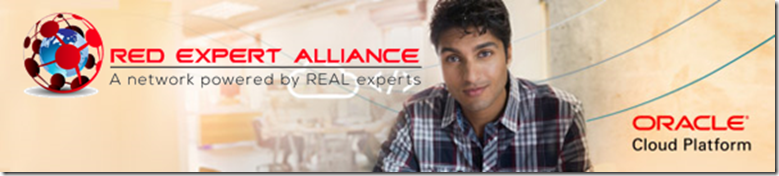 RED EXPERT ALLIANCE
A network powered by REAL experts
ORACLE®
Cloud Platform